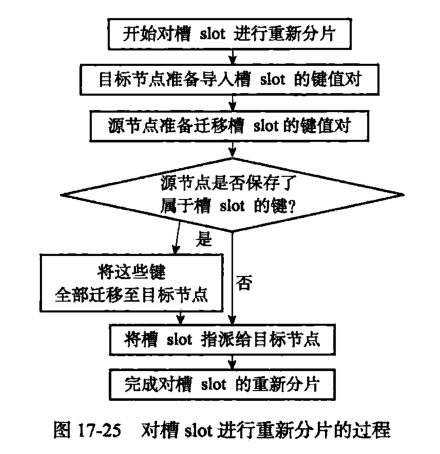 开始对槽 slot 进行重新分片
目标节点准备导入槽 slot 的键值对
源节点准备迁移槽 slot 的键值对
源节点是否保存了
属于槽 slot 的键?
是
将这些键
全部迁移至目标节点
否
将槽 slot 指派给目标节点
完成对槽 slot 的重新分片
图 17-25 对槽 slot 进行重新分片的过程